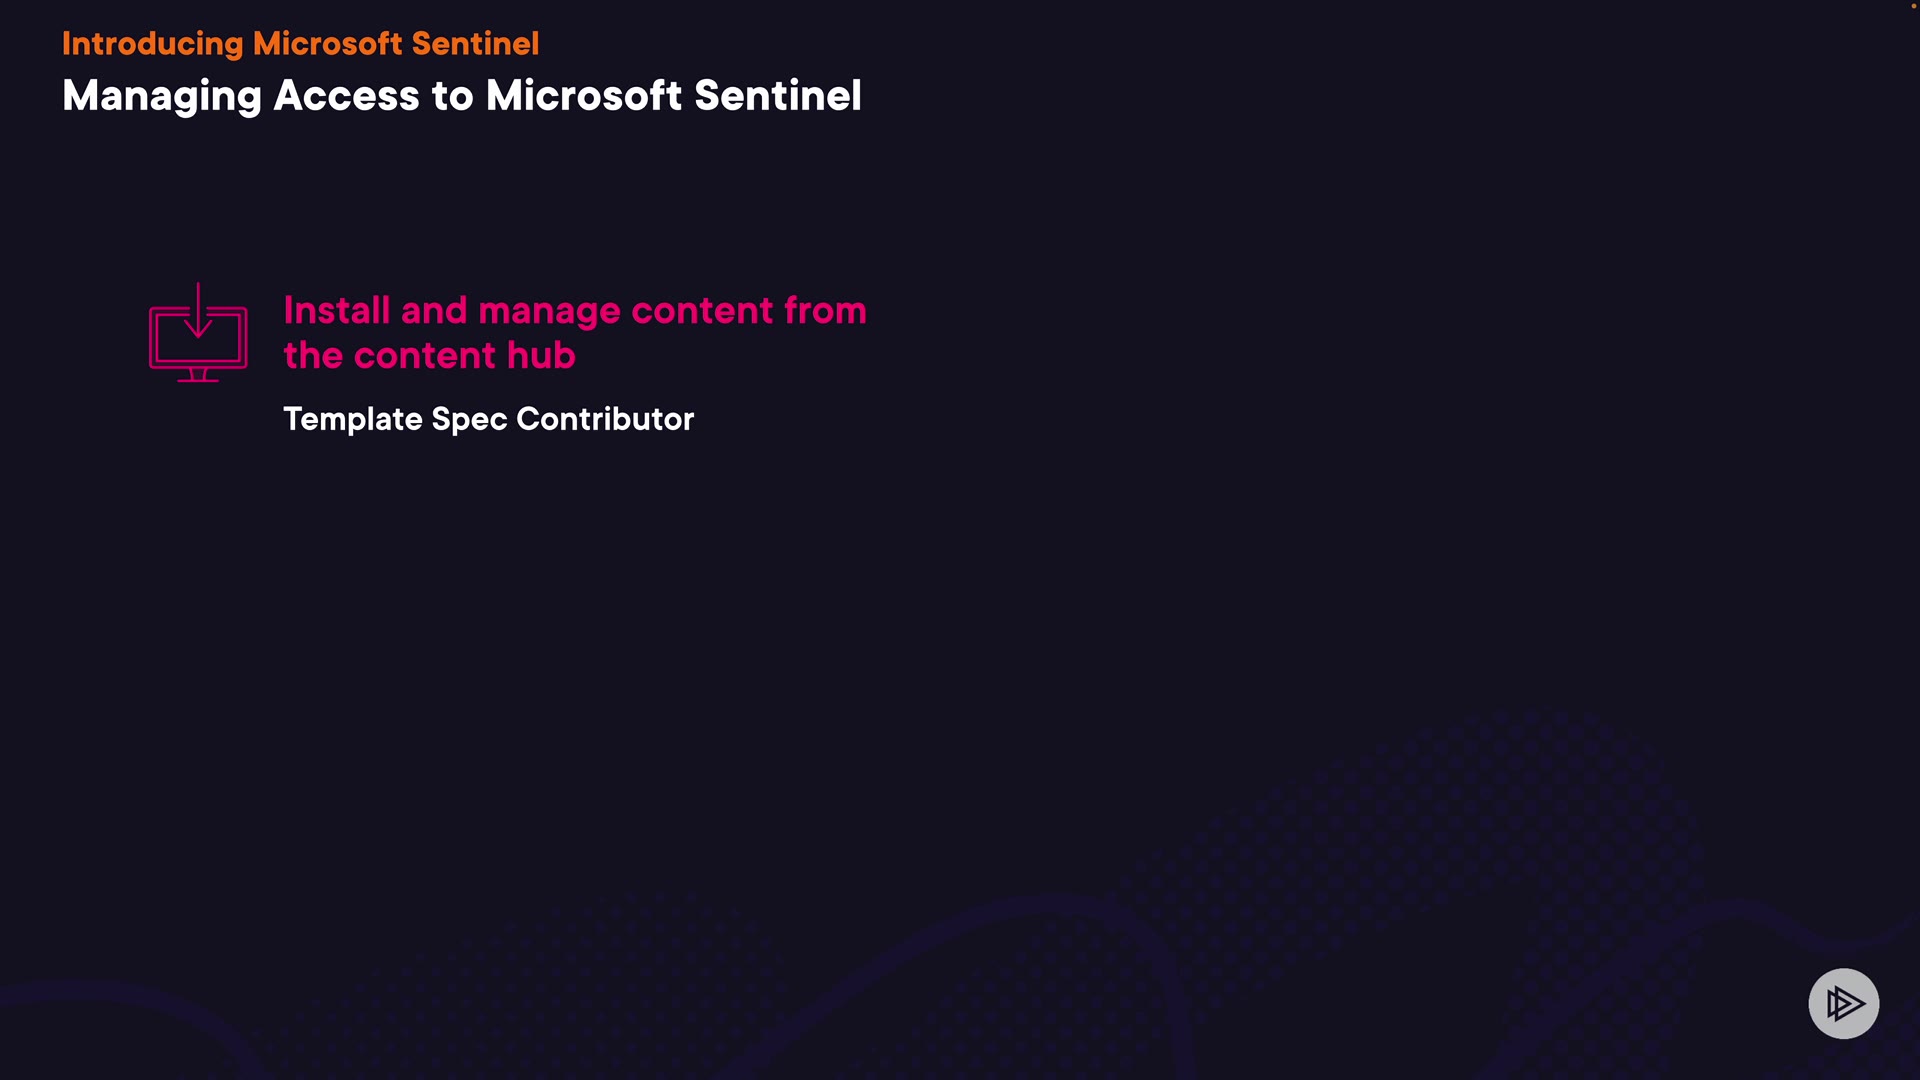 Introducing Microsoft Sentinel
Managing Access to Microsoft Sentinel
Install and manage content from
the content hub
Template Spec Contributor